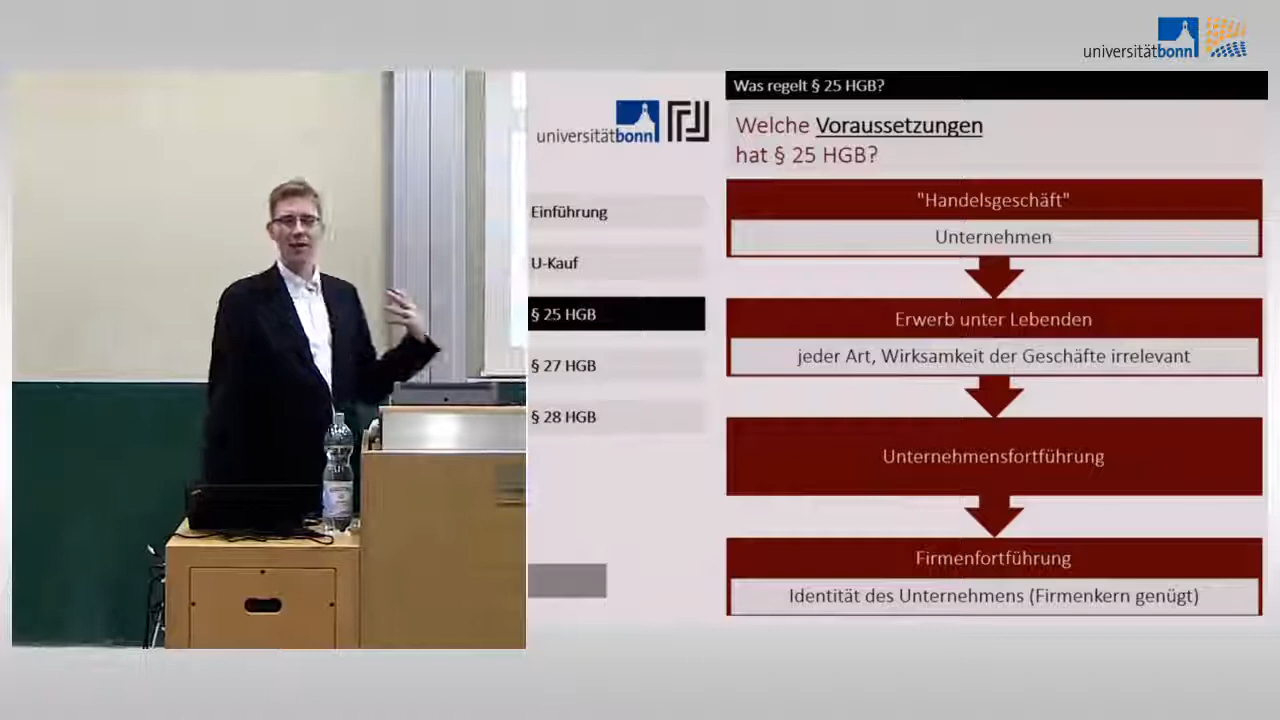 universitätbonn
universitätbonn
Einführung
U-Kauf
§ 25 HGB
§ 27 HGB
§ 28 HGB
Was regelt § 25 HGB?
Welche Voraussetzungen
hat § 25 HGB?
"Handelsgeschäft"
Unternehmen
Erwerb unter Lebenden
jeder Art, Wirksamkeit der Geschäfte irrelevant
Unternehmensfortführung
Firmenfortführung
Identität des Unternehmens (Firmenkern genügt)